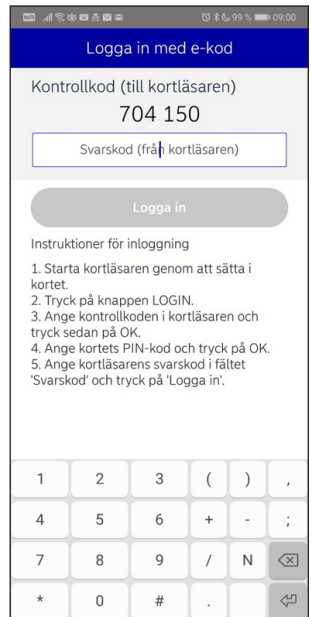 99 % 09:00
Logga in med e-kod
Kontrollkod (till kortläsaren)
704 150
Svarskod (från kortläsaren)
Logga in
Instruktioner för inloggning
1. Starta kortläsaren genom att sätta i
kortet.
2. Tryck på knappen LOGIN.
3. Ange kontrollkoden i kortläsaren och
tryck sedan på OK.
4. Ange kortets PIN-kod och tryck på OK.
5. Ange kortläsarens svarskod i fältet
'Svarskod' och tryck på 'Logga in'.
1 2 3 ( ) ,
4 5 6 + - ;
7 8 9 / N
* 0 # .